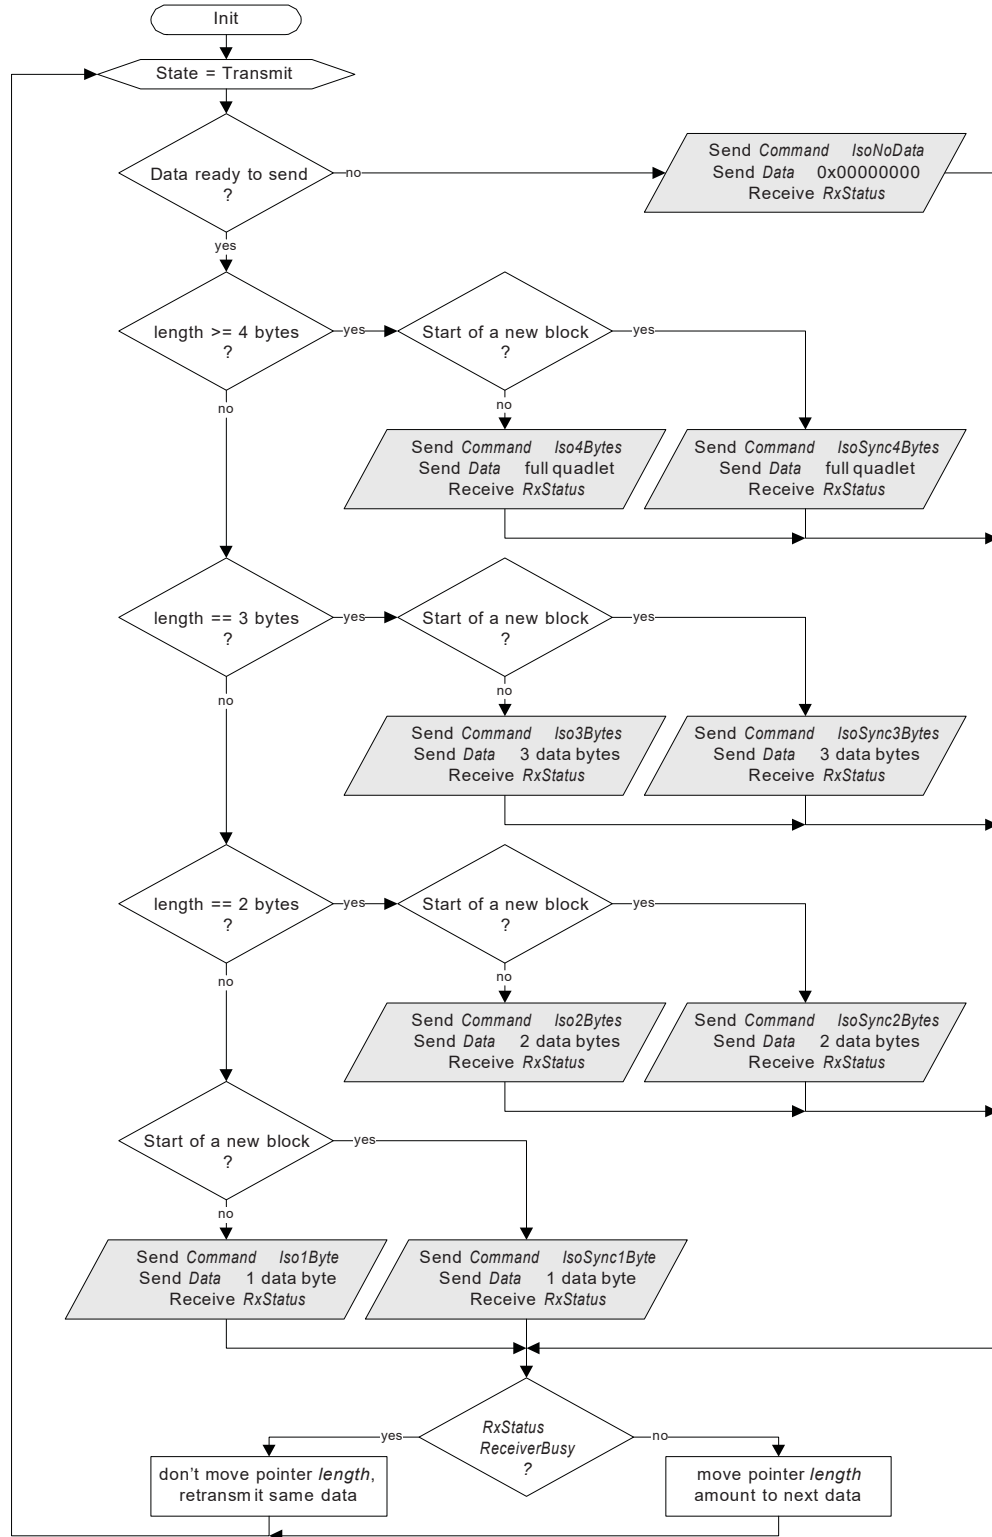 Init
State = Transmit
Data ready to send
?
no
Send Command IsoNoData
Send Data 0x00000000
Receive RxStatus
yes
length >= 4 bytes
?
yes
Start of a new block
?
yes
no
no
Send Command Iso4Bytes
Send Data full quadlet
Receive RxStatus
Send Command IsoSync4Bytes
Send Data full quadlet
Receive RxStatus
length == 3 bytes
?
yes
Start of a new block
?
yes
no
no
Send Command Iso3Bytes
Send Data 3 data bytes
Receive RxStatus
Send Command IsoSync3Bytes
Send Data 3 data bytes
Receive RxStatus
length == 2 bytes
?
yes
Start of a new block
?
yes
no
no
Send Command Iso2Bytes
Send Data 2 data bytes
Receive RxStatus
Send Command IsoSync2Bytes
Send Data 2 data bytes
Receive RxStatus
Start of a new block
?
yes
no
Send Command Iso1Byte
Send Data 1 data byte
Receive RxStatus
Send Command IsoSync1Byte
Send Data 1 data byte
Receive RxStatus
RxStatus
ReceiverBusy
?
yes
no
don't move pointer length,
retransmit same data
move pointer length
amount to next data